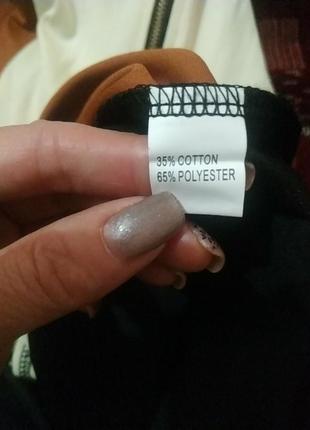 35% COTTON
65% POLYESTER